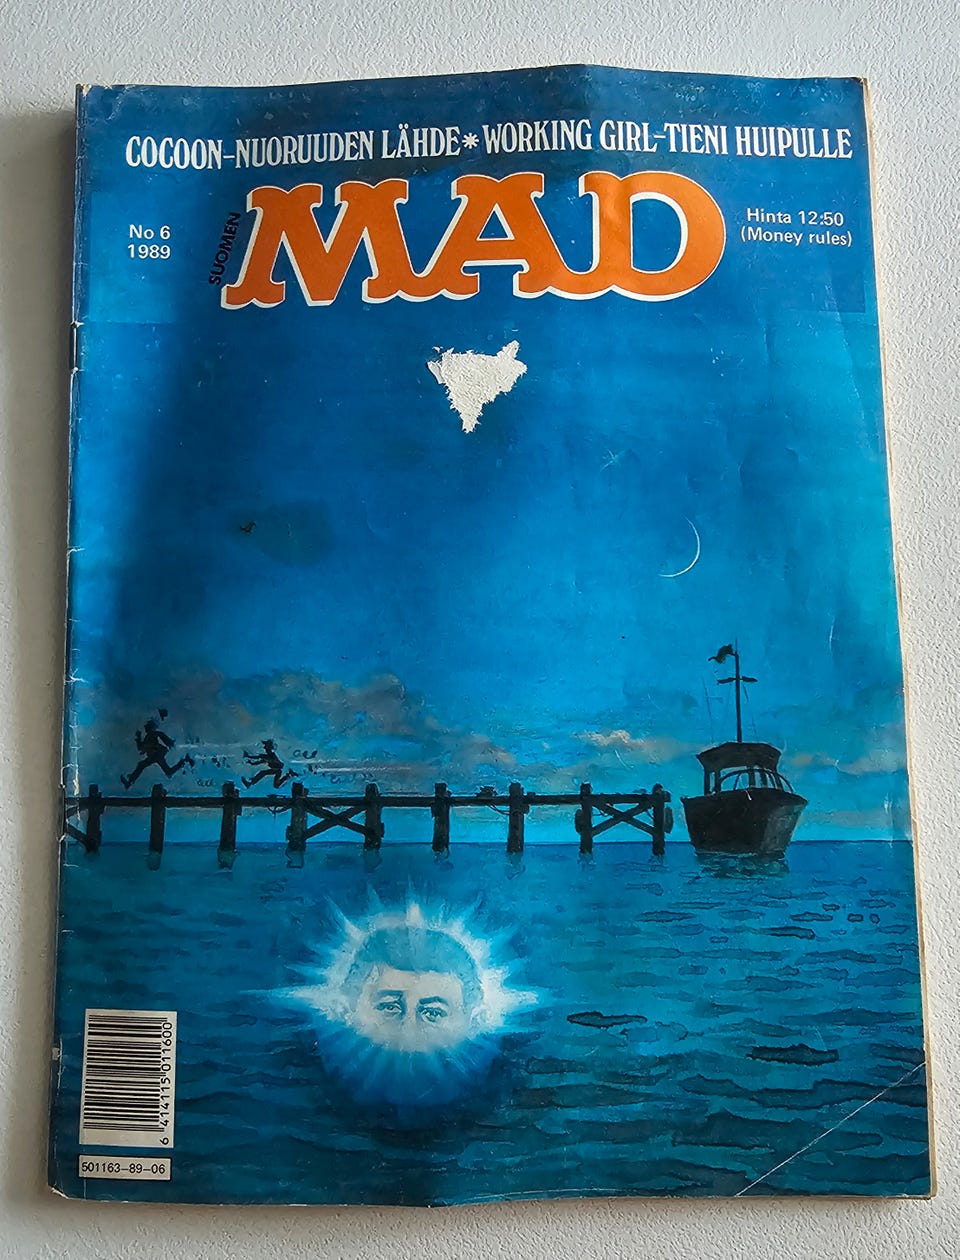 COCOON-NUORUUDEN LÄHDE*WORKING GIRL-TIENI HUIPULLE
No 6
1989
SUOMEN
MAD
Hinta 12:50
(Money rules)
6 414115 011600
501163-89-06